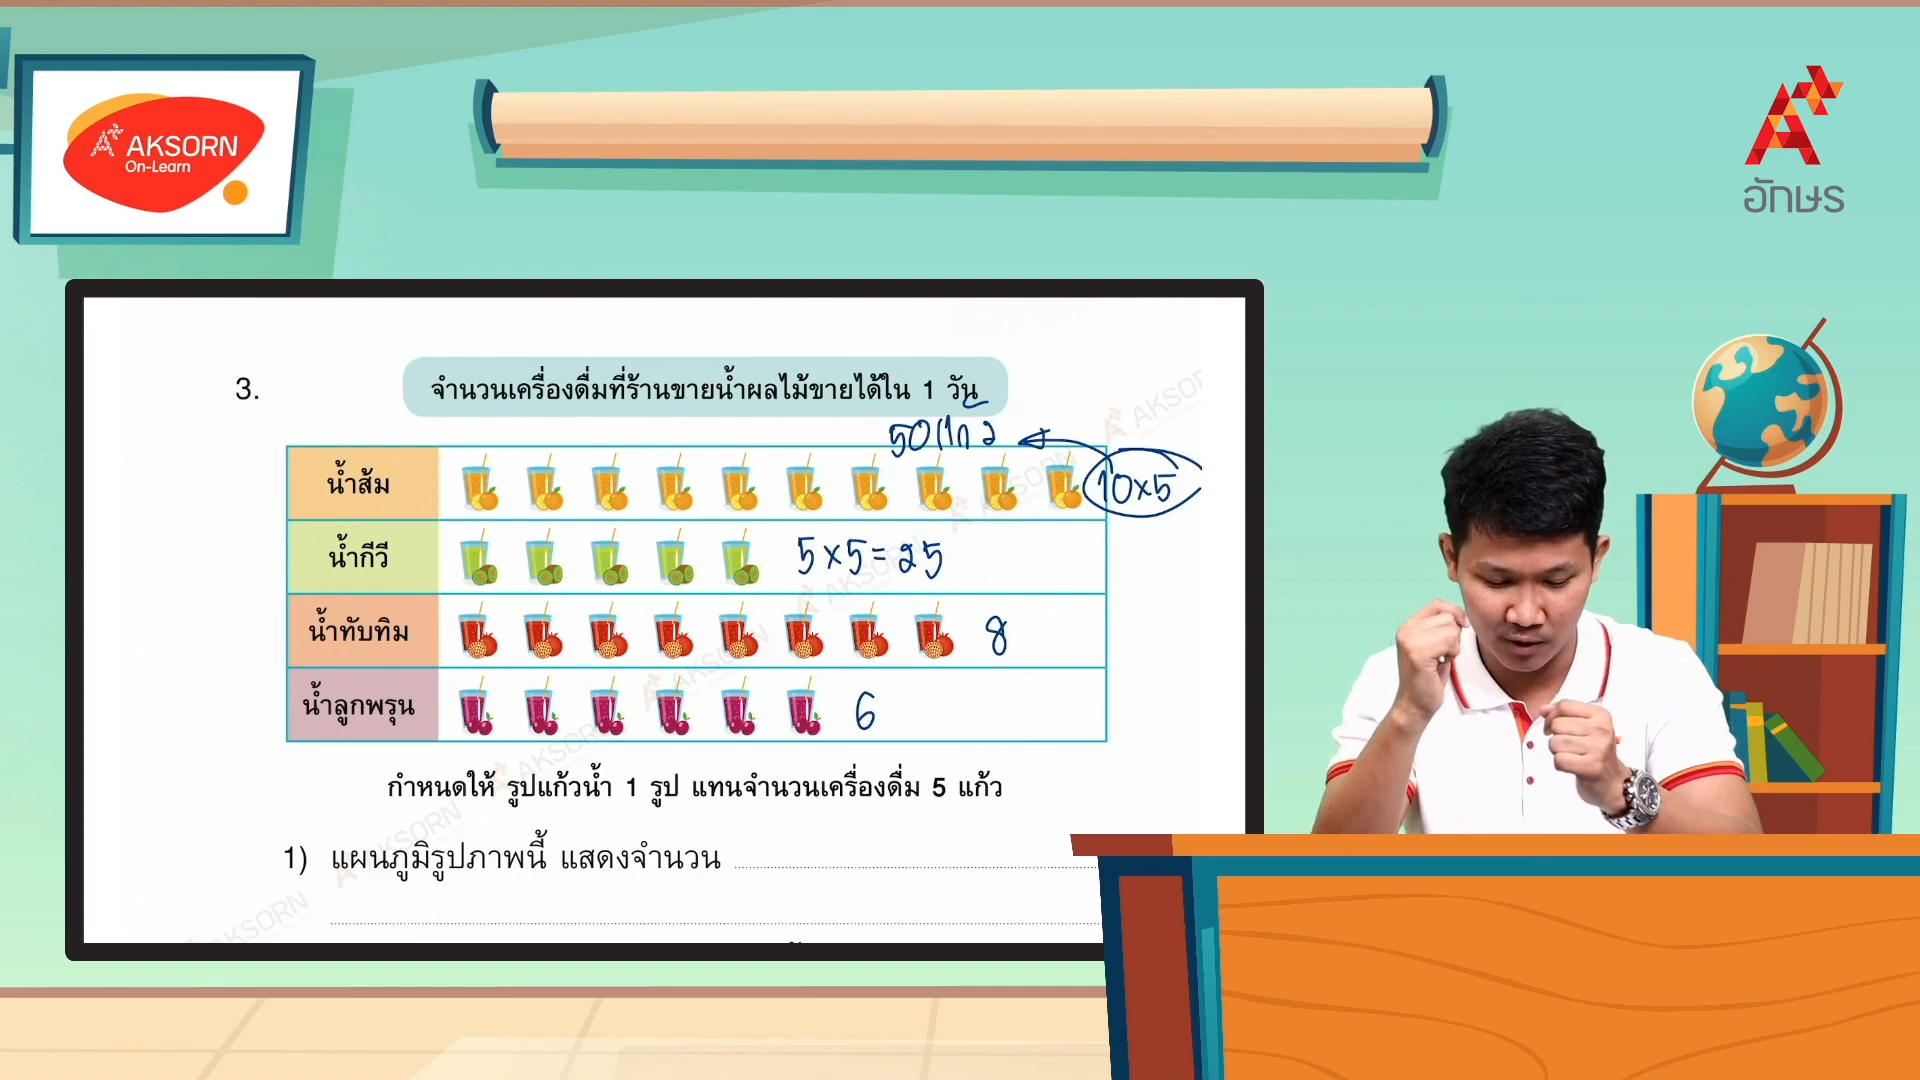 AKSORN
On-Learn
อักษร
3.
จำนวนเครื่องดื่มที่ร้านขายน้ำผลไม้ขายได้ใน 1 วัน
50 แก้ว
น้ำส้ม
10×5
น้ำกีวี
5×5=25
น้ำทับทิม
8
น้ำลูกพรุน
6
กำหนดให้ รูปแก้วน้ำ 1 รูป แทนจำนวนเครื่องดื่ม 5 แก้ว
1) แผนภูมิรูปภาพนี้ แสดงจำนวน